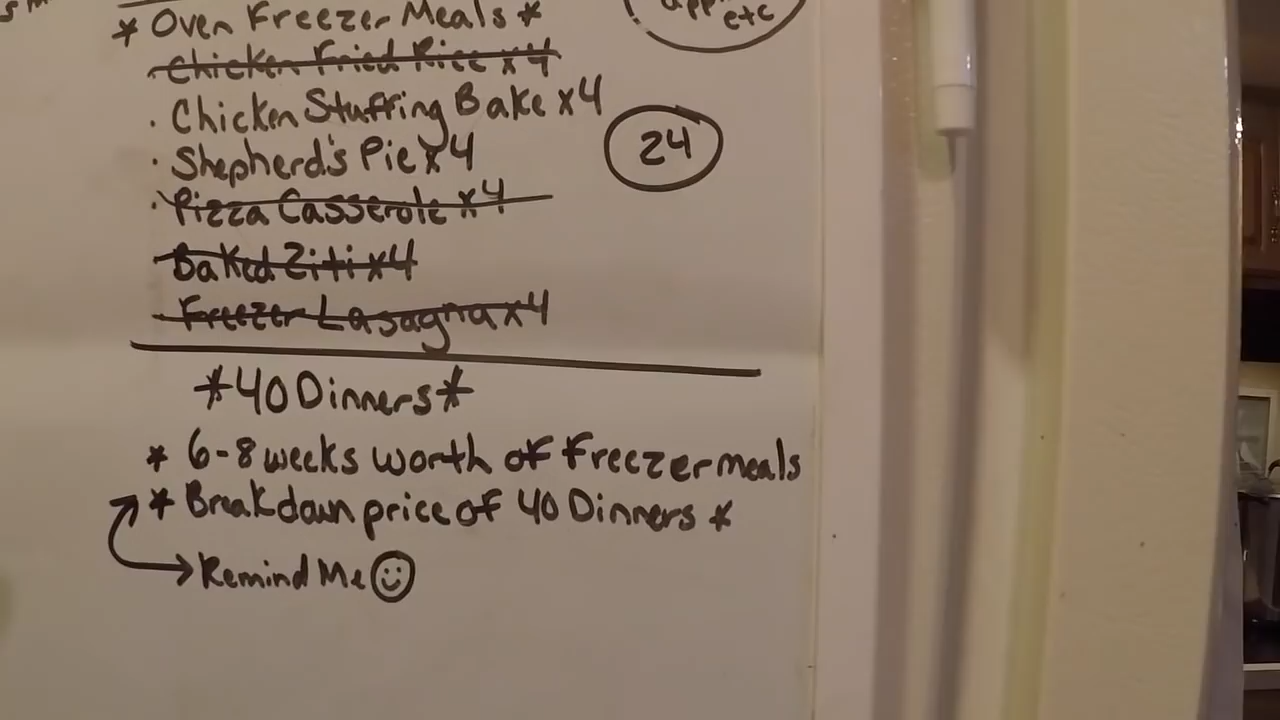 * Oven Freezer Meals *
etc
Chicken Fried Rice x4
· Chicken Stuffing Bake x4
· Shepherd's Pie x4
24
· Pizza Casserole x4
Baked Ziti x4
Freezer Lasagna x4
*40 Dinners*
* 6-8 weeks worth of freezer meals
* Breakdown price of 40 Dinners *
Remind Me